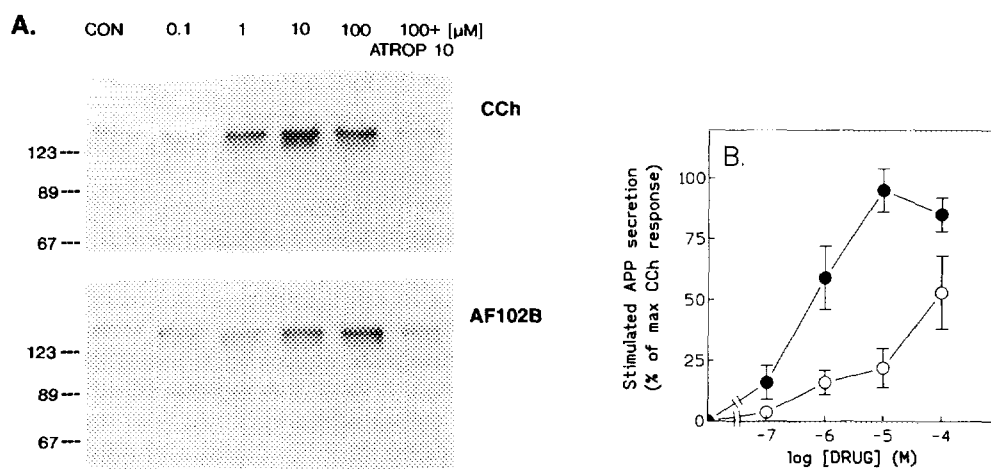 A.
CON 0.1 1 10 100 100+ [µM]
ATROP 10
CCh
123
89
67
AF102B
123
89
67
B.
Stimulated APP secretion
(% of max CCh response)
100
75
50
25
0
-7 -6 -5 -4
log [DRUG] (M)